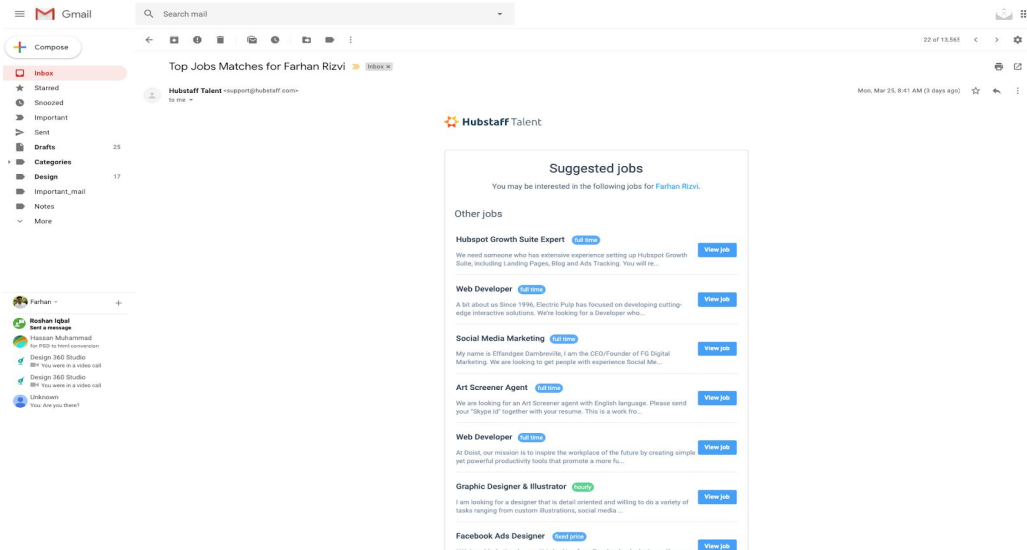 Gmail
Search mail
Compose
22 of 13,565
Inbox
Starred
Snoozed
Important
Sent
Drafts 25
Categories
Design 17
Important_mail
Notes
More
Farhan
Roshan Iqbal
Sent a message
Hassan Muhammad
for PSD to html conversion
Design 360 Studio
You were in a video call
Design 360 Studio
You were in a video call
Unknown
You: Are you there?
Top Jobs Matches for Farhan Rizvi Inbox x
Hubstaff Talent <support@hubstaff.com>
to me
Mon, Mar 25, 8:41 AM (3 days ago)
Hubstaff Talent
Suggested jobs
You may be interested in the following jobs for Farhan Rizvi.
Other jobs
Hubspot Growth Suite Expert full time
We need someone who has extensive experience setting up Hubspot Growth
Suite, including Landing Pages, Blog and Ads Tracking. You will re...
View job
Web Developer full time
A bit about us Since 1996, Electric Pulp has focused on developing cutting-
edge interactive solutions. We're looking for a Developer who...
View job
Social Media Marketing full time
My name is Effandgee Dambreville, I am the CEO/Founder of FG Digital
Marketing. We are looking to get people with experience Social Me...
View job
Art Screener Agent full time
We are looking for an Art Screener agent with English language. Please send
your "Skype id" together with your resume. This is a work fro...
View job
Web Developer full time
At Doist, our mission is to inspire the workplace of the future by creating simple
yet powerful productivity tools that promote a more fu...
View job
Graphic Designer & Illustrator hourly
I am looking for a designer that is detail oriented and willing to do a variety of
tasks ranging from custom illustrations, social media ...
View job
Facebook Ads Designer fixed price
View job